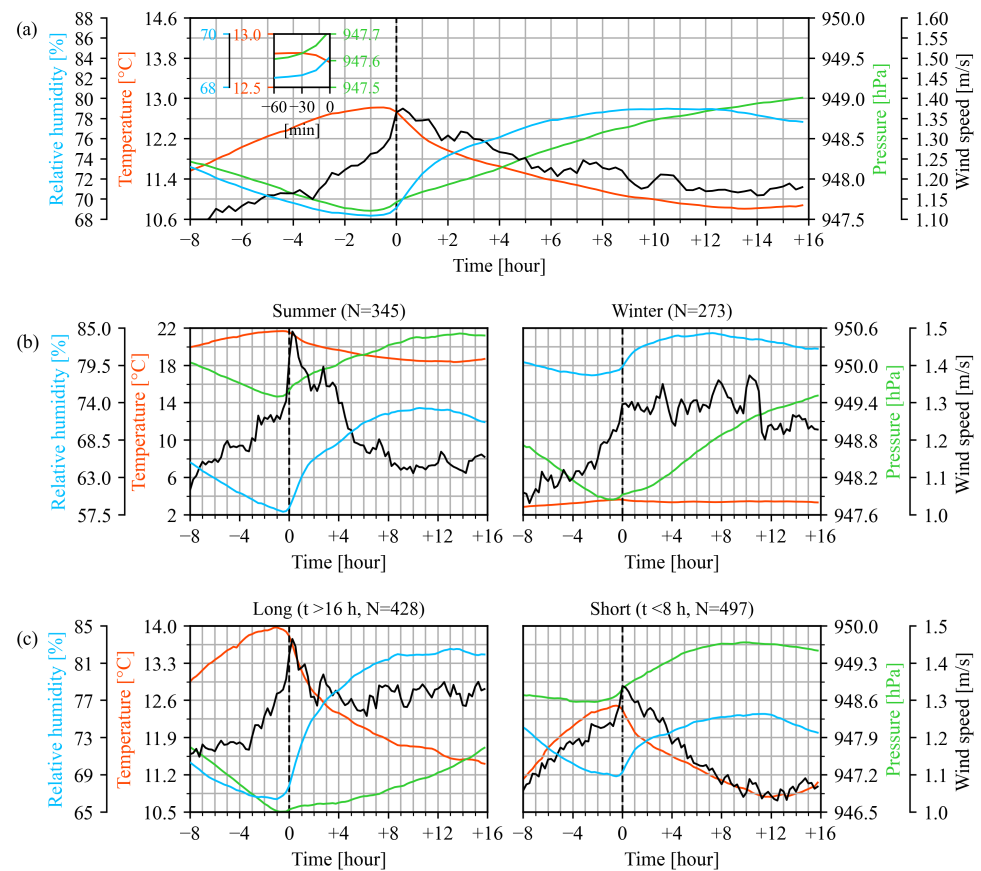 (a)
Relative humidity [%]
88
86
84
82
80
78
76
74
72
70
68
Temperature [°C]
14.6
13.8
13.0
12.2
11.4
10.6
70
68
13.0
12.5
947.7
947.6
947.5
−60 −30 0
[min]
950.0
949.5
949.0
948.5
948.0
947.5
Pressure [hPa]
1.60
1.55
1.50
1.45
1.40
1.35
1.30
1.25
1.20
1.15
1.10
Wind speed [m/s]
−8 −6 −4 −2 0 +2 +4 +6 +8 +10 +12 +14 +16
Time [hour]
(b)
Summer (N=345)
Winter (N=273)
Relative humidity [%]
85.0
79.5
74.0
68.5
63.0
57.5
Temperature [°C]
22
18
14
10
6
2
950.6
950.0
949.4
948.8
948.2
947.6
Pressure [hPa]
1.5
1.4
1.3
1.2
1.1
1.0
Wind speed [m/s]
−8 −4 0 +4 +8 +12 +16
Time [hour]
−8 −4 0 +4 +8 +12 +16
Time [hour]
(c)
Long (t >16 h, N=428)
Short (t <8 h, N=497)
Relative humidity [%]
85
81
77
73
69
65
Temperature [°C]
14.0
13.3
12.6
11.9
11.2
10.5
950.0
949.3
948.6
947.9
947.2
946.5
Pressure [hPa]
1.5
1.4
1.3
1.2
1.1
1.0
Wind speed [m/s]
−8 −4 0 +4 +8 +12 +16
Time [hour]
−8 −4 0 +4 +8 +12 +16
Time [hour]